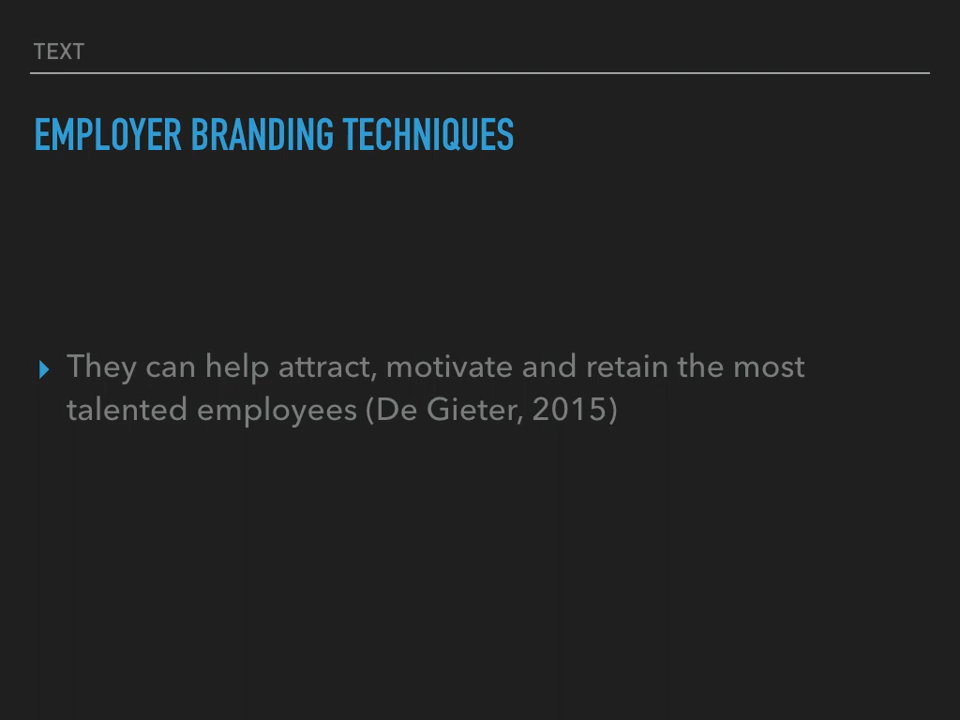 TEXT
EMPLOYER BRANDING TECHNIQUES
▸ They can help attract, motivate and retain the most
talented employees (De Gieter, 2015)